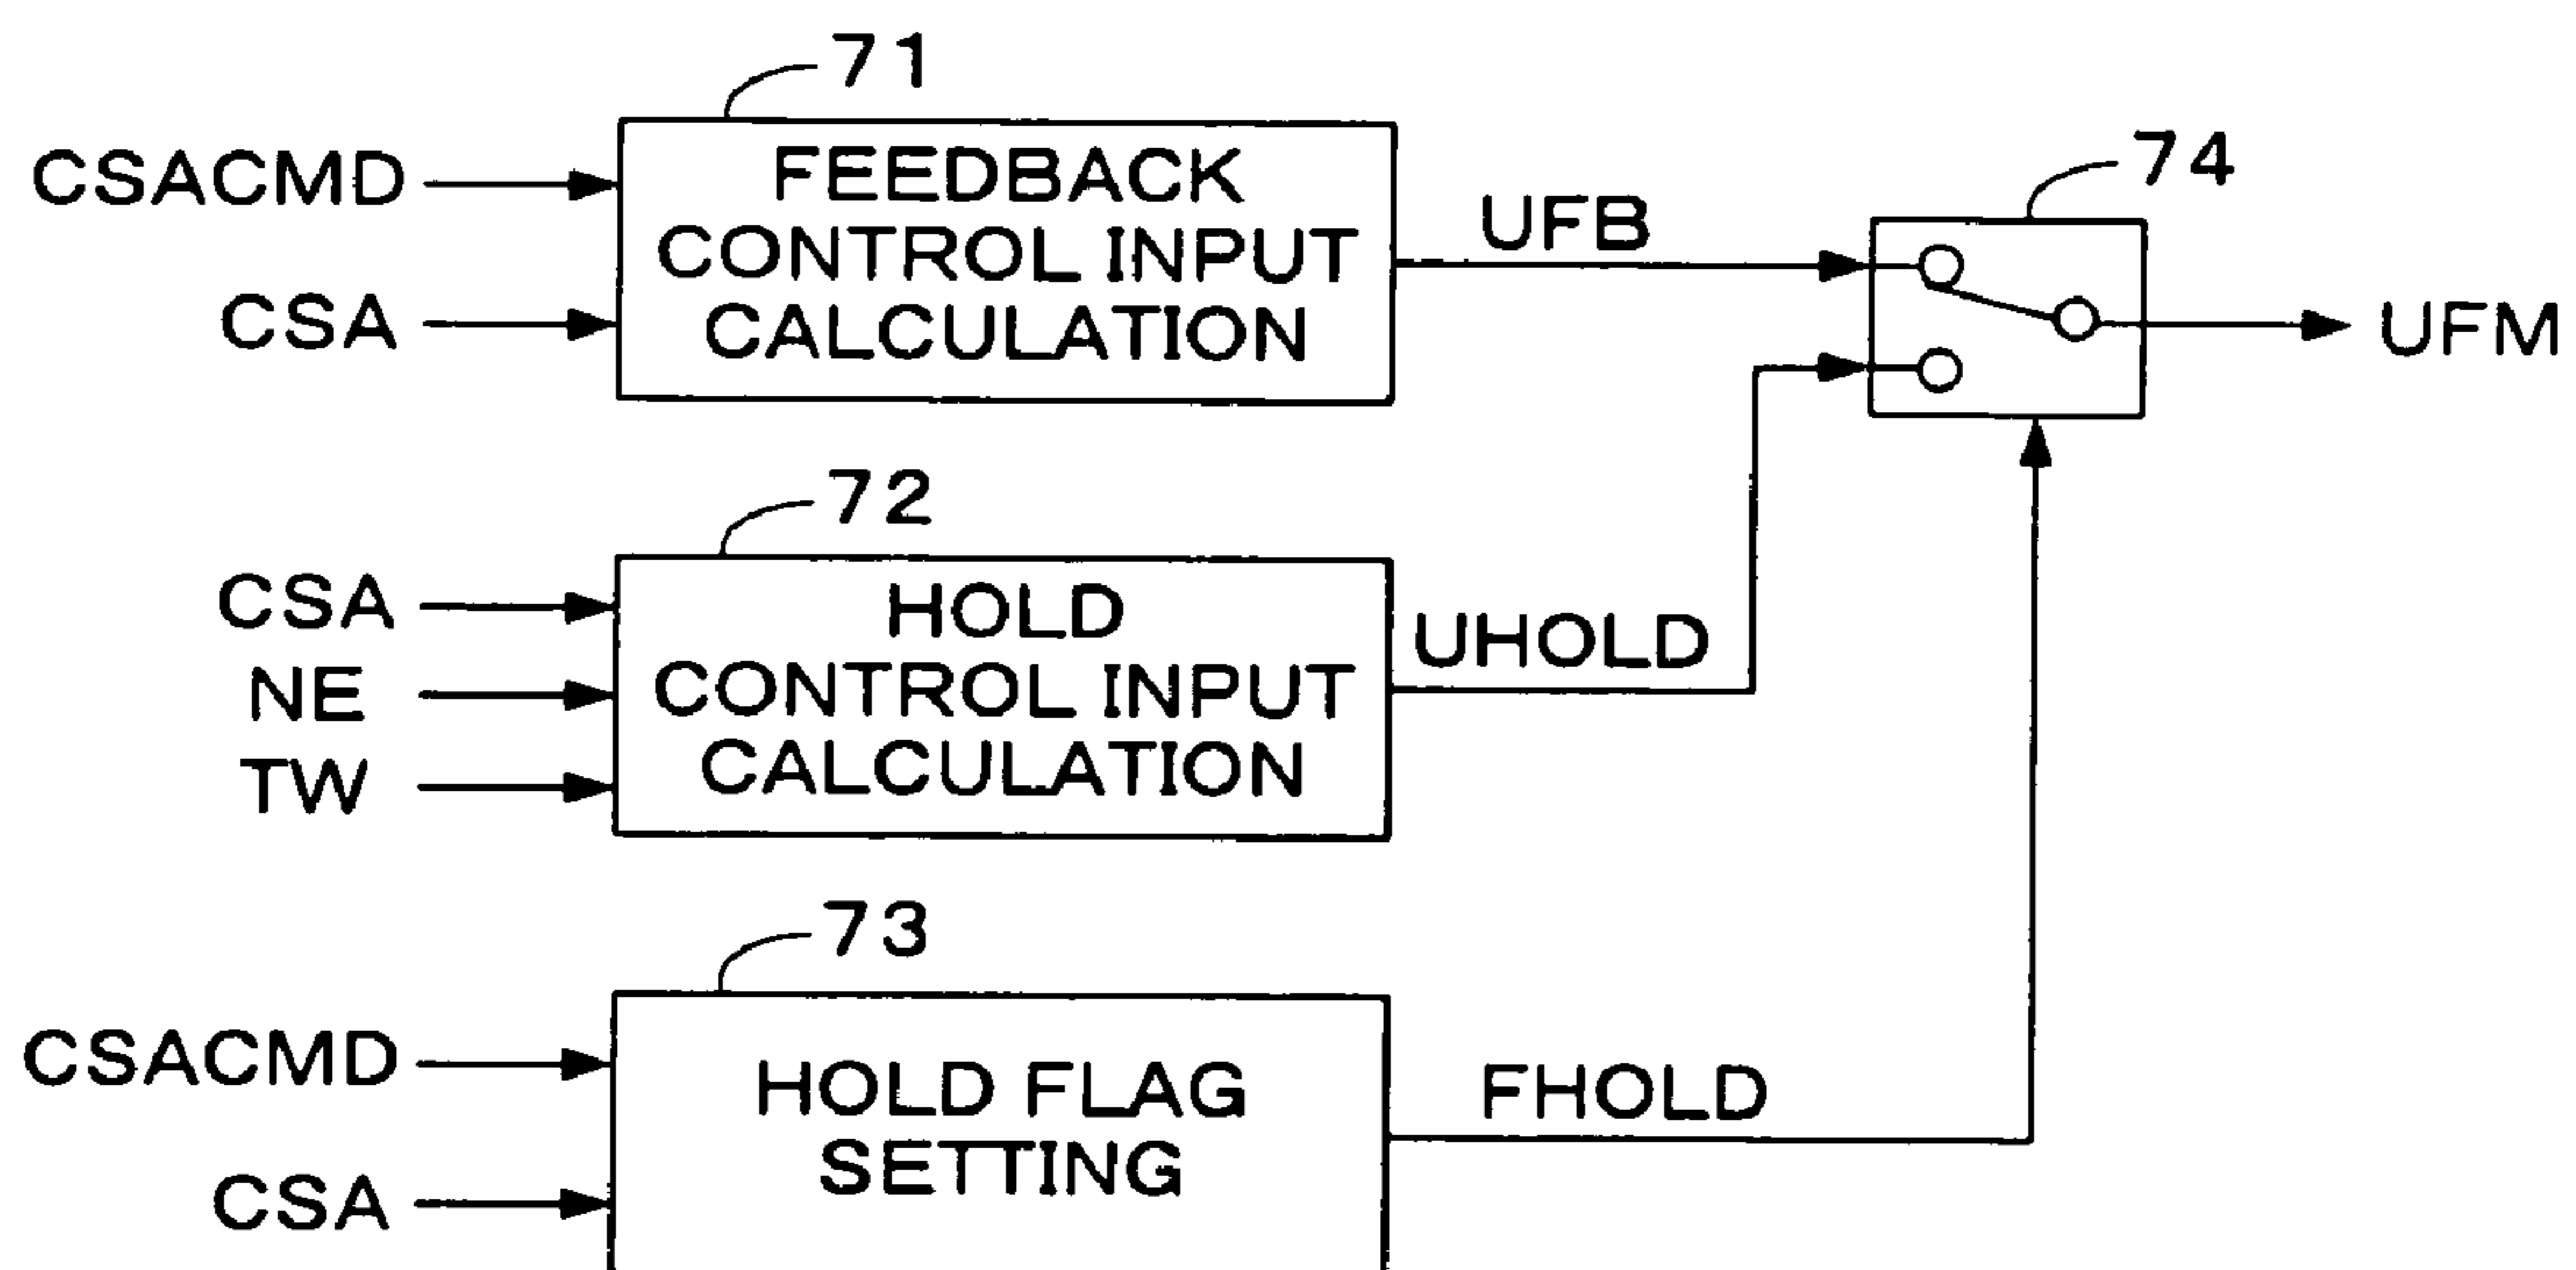 71
CSACMD
CSA
FEEDBACK
CONTROL INPUT
CALCULATION
UFB
74
UFM
72
CSA
NE
TW
HOLD
CONTROL INPUT
CALCULATION
UHOLD
73
CSACMD
CSA
HOLD FLAG
SETTING
FHOLD